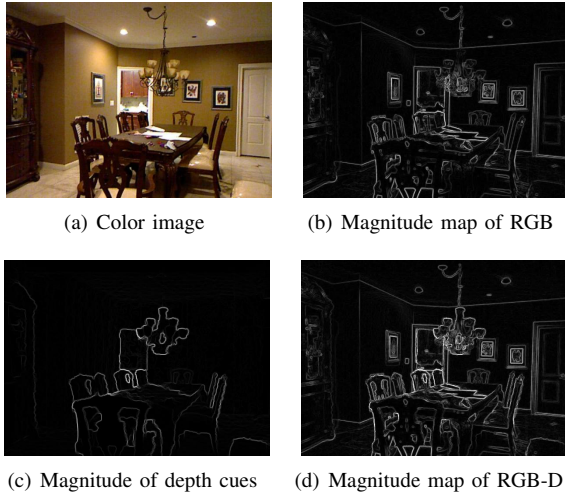 (a) Color image
(b) Magnitude map of RGB
(c) Magnitude of depth cues
(d) Magnitude map of RGB-D